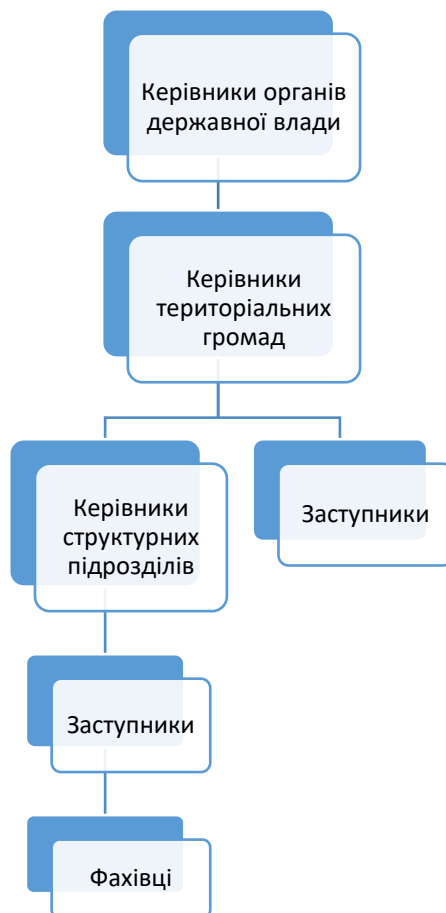 Керівники органів
державної влади
Керівники
територіальних
громад
Керівники
структурних
підрозділів
Заступники
Заступники
Фахівці